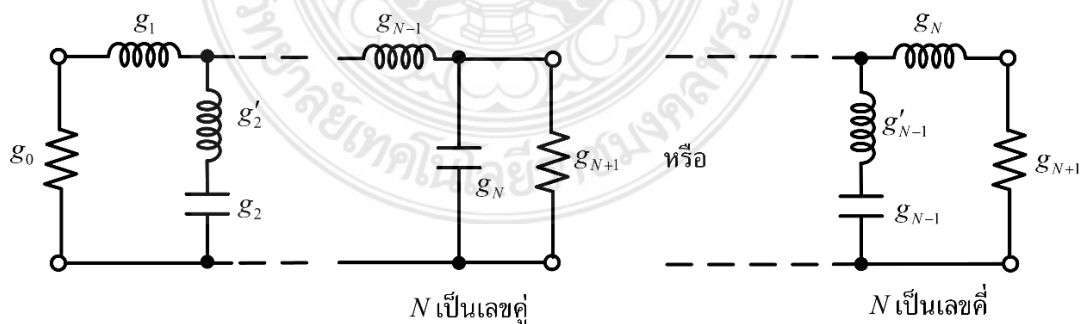 g₁
g_{N−1}
g_N
g₀
g′₂
g₂
g_N
g_{N+1}
หรือ
g′_{N−1}
g_{N−1}
g_{N+1}
N เป็นเลขคู่
N เป็นเลขคี่